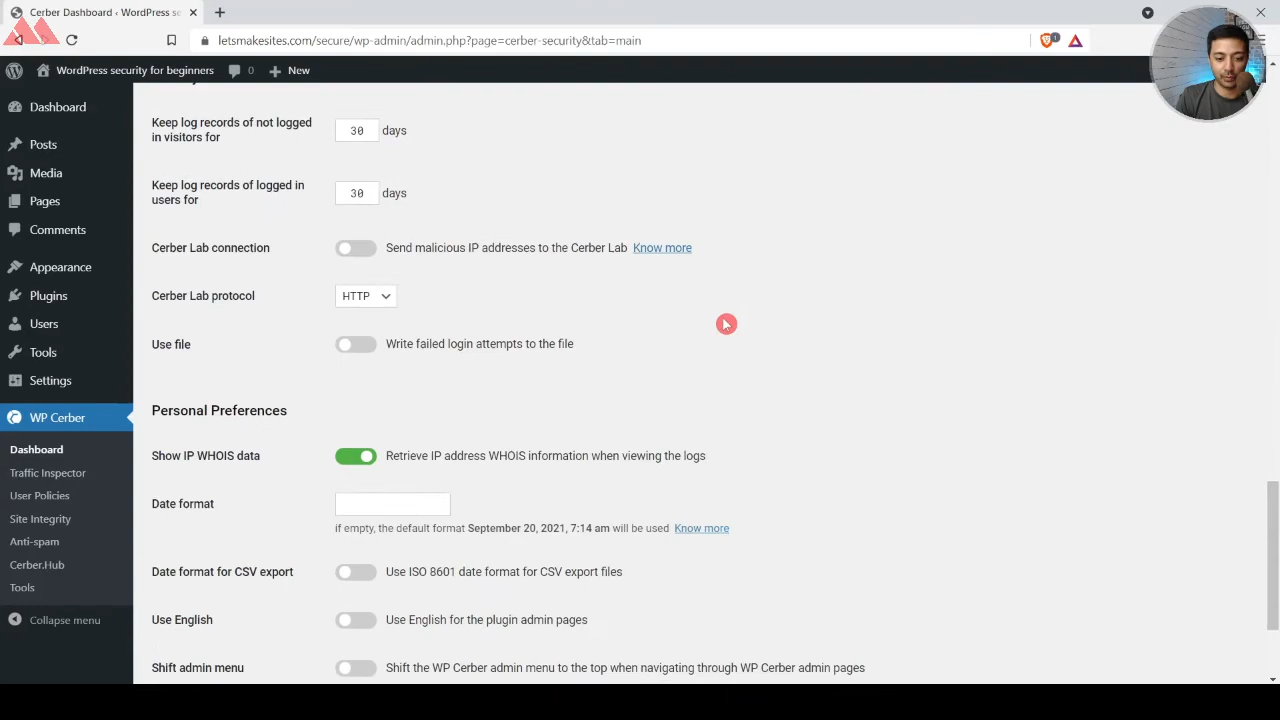 Cerber Dashboard ‹ WordPress se
letsmakesites.com/secure/wp-admin/admin.php?page=cerber-security&tab=main
1
WordPress security for beginners
0
New
Dashboard
Posts
Media
Pages
Comments
Appearance
Plugins
Users
Tools
Settings
WP Cerber
Dashboard
Traffic Inspector
User Policies
Site Integrity
Anti-spam
Cerber.Hub
Tools
Collapse menu
Keep log records of not logged
in visitors for
30 days
Keep log records of logged in
users for
30 days
Cerber Lab connection
Send malicious IP addresses to the Cerber Lab Know more
Cerber Lab protocol
HTTP
Use file
Write failed login attempts to the file
Personal Preferences
Show IP WHOIS data
Retrieve IP address WHOIS information when viewing the logs
Date format
if empty, the default format September 20, 2021, 7:14 am will be used Know more
Date format for CSV export
Use ISO 8601 date format for CSV export files
Use English
Use English for the plugin admin pages
Shift admin menu
Shift the WP Cerber admin menu to the top when navigating through WP Cerber admin pages